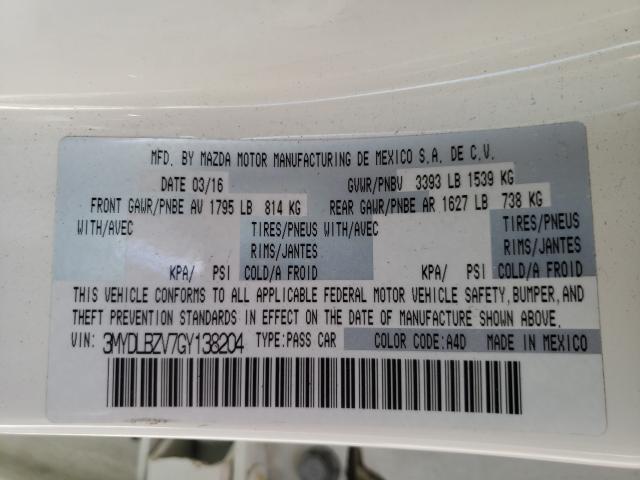 MFD. BY MAZDA MOTOR MANUFACTURING DE MEXICO S.A. DE C.V.
DATE 03/16 GVWR/PNBV 3393 LB 1539 KG
FRONT GAWR/PNBE AV 1795 LB 814 KG REAR GAWR/PNBE AR 1627 LB 738 KG
WITH/AVEC TIRES/PNEUS WITH/AVEC TIRES/PNEUS
RIMS/JANTES RIMS/JANTES
KPA/ PSI COLD/A FROID KPA/ PSI COLD/A FROID
THIS VEHICLE CONFORMS TO ALL APPLICABLE FEDERAL MOTOR VEHICLE SAFETY, BUMPER, AND
THEFT PREVENTION STANDARDS IN EFFECT ON THE DATE OF MANUFACTURE SHOWN ABOVE.
VIN: 3MYDLBZV7GY138204 TYPE: PASS CAR COLOR CODE: A4D MADE IN MEXICO